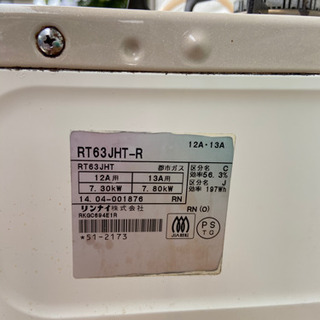 RT63JHT-R 12A・13A
RT63JHT 都市ガス 区分名 C
12A用 13A用 効率56.3%
7.30kW 7.80kW 区分名 J
14.04-001876 RN 効率 197Wh
リンナイ株式会社 RN(O)
RKGC694E1R
*51-2173
JIA
PS
TG